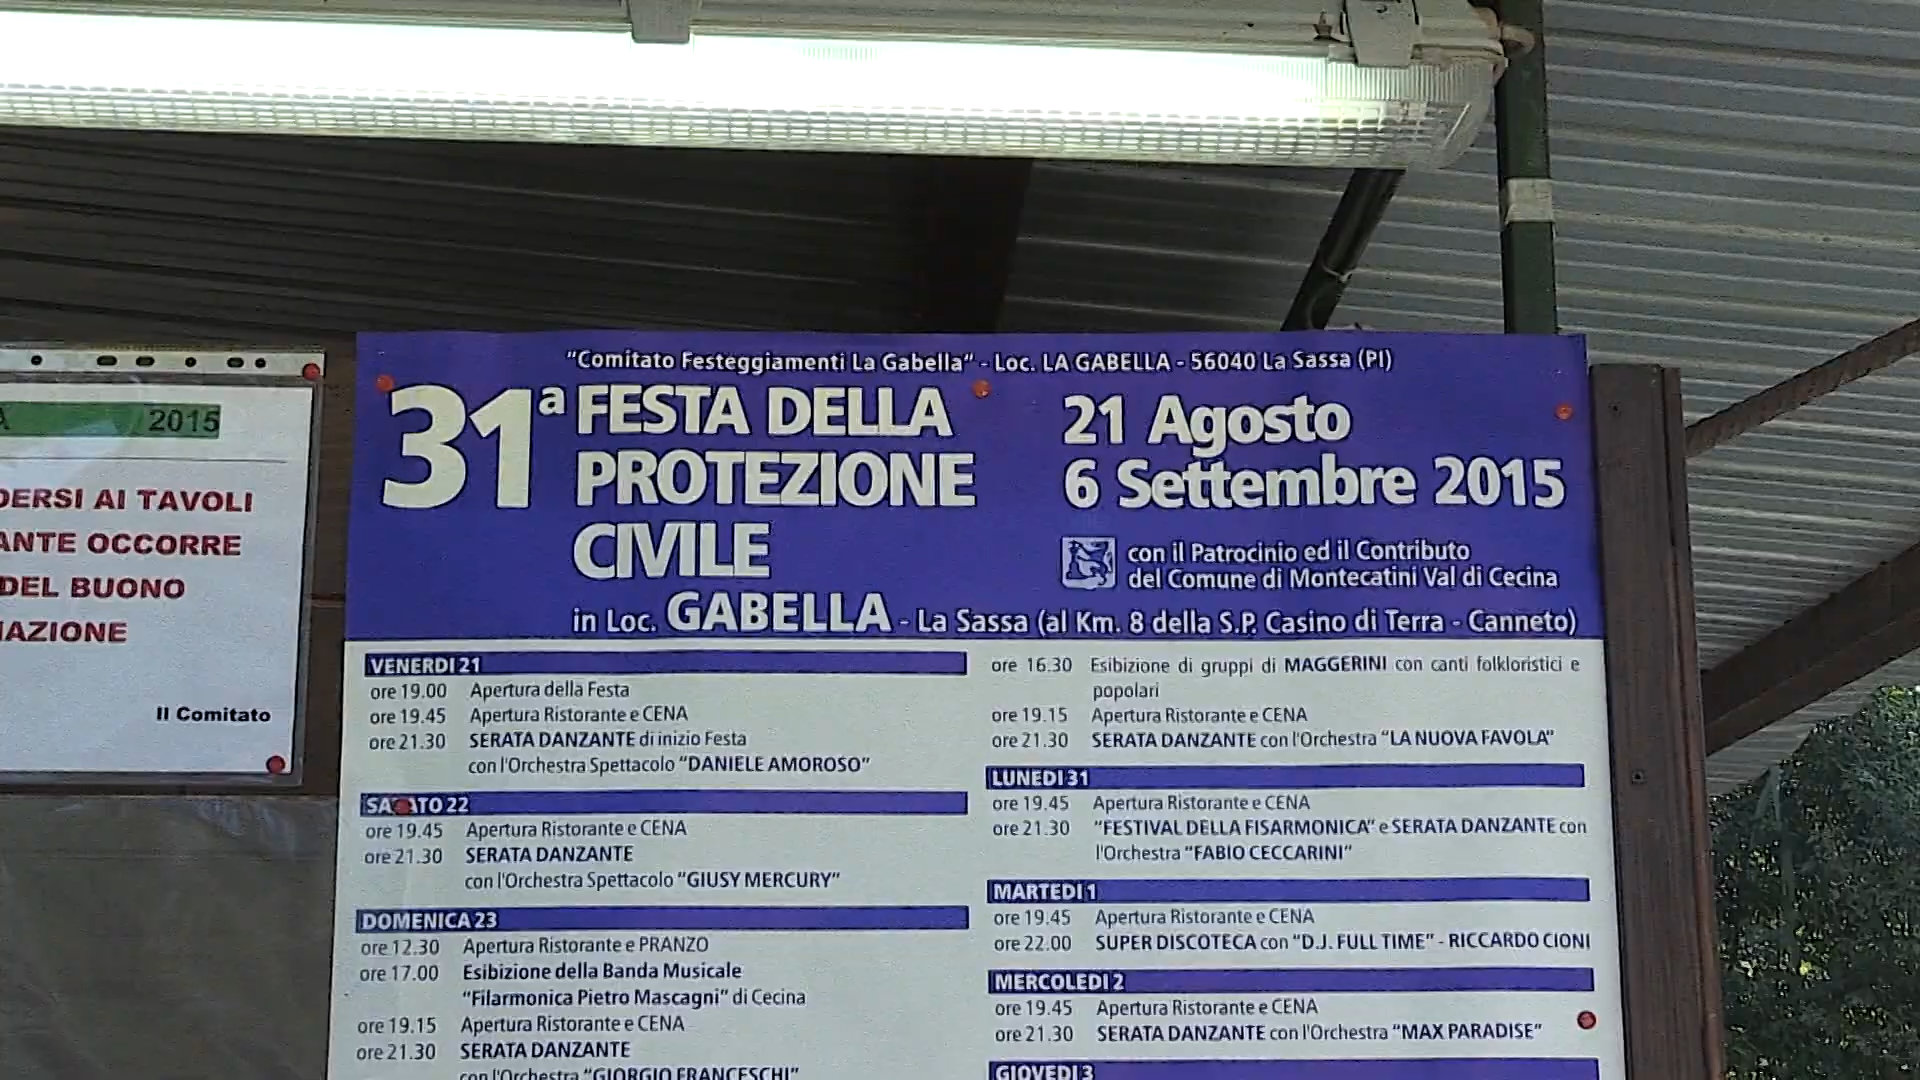 2015
DERSI AI TAVOLI
ANTE OCCORRE
DEL BUONO
IAZIONE
Il Comitato
"Comitato Festeggiamenti La Gabella" - Loc. LA GABELLA - 56040 La Sassa (PI)
31ª FESTA DELLA
PROTEZIONE
CIVILE
21 Agosto
6 Settembre 2015
con il Patrocinio ed il Contributo
del Comune di Montecatini Val di Cecina
in Loc. GABELLA - La Sassa (al Km. 8 della S.P. Casino di Terra - Canneto)
VENERDI 21
ore 19.00 Apertura della Festa
ore 19.45 Apertura Ristorante e CENA
ore 21.30 SERATA DANZANTE di inizio Festa
con l'Orchestra Spettacolo "DANIELE AMOROSO"
SABATO 22
ore 19.45 Apertura Ristorante e CENA
ore 21.30 SERATA DANZANTE
con l'Orchestra Spettacolo "GIUSY MERCURY"
DOMENICA 23
ore 12.30 Apertura Ristorante e PRANZO
ore 17.00 Esibizione della Banda Musicale
"Filarmonica Pietro Mascagni" di Cecina
ore 19.15 Apertura Ristorante e CENA
ore 21.30 SERATA DANZANTE
con l'Orchestra "GIORGIO FRANCESCHI"
ore 16.30 Esibizione di gruppi di MAGGERINI con canti folkloristici e
popolari
ore 19.15 Apertura Ristorante e CENA
ore 21.30 SERATA DANZANTE con l'Orchestra "LA NUOVA FAVOLA"
LUNEDI 31
ore 19.45 Apertura Ristorante e CENA
ore 21.30 "FESTIVAL DELLA FISARMONICA" e SERATA DANZANTE con
l'Orchestra "FABIO CECCARINI"
MARTEDI 1
ore 19.45 Apertura Ristorante e CENA
ore 22.00 SUPER DISCOTECA con "D.J. FULL TIME" - RICCARDO CIONI
MERCOLEDI 2
ore 19.45 Apertura Ristorante e CENA
ore 21.30 SERATA DANZANTE con l'Orchestra "MAX PARADISE"
GIOVEDI 3